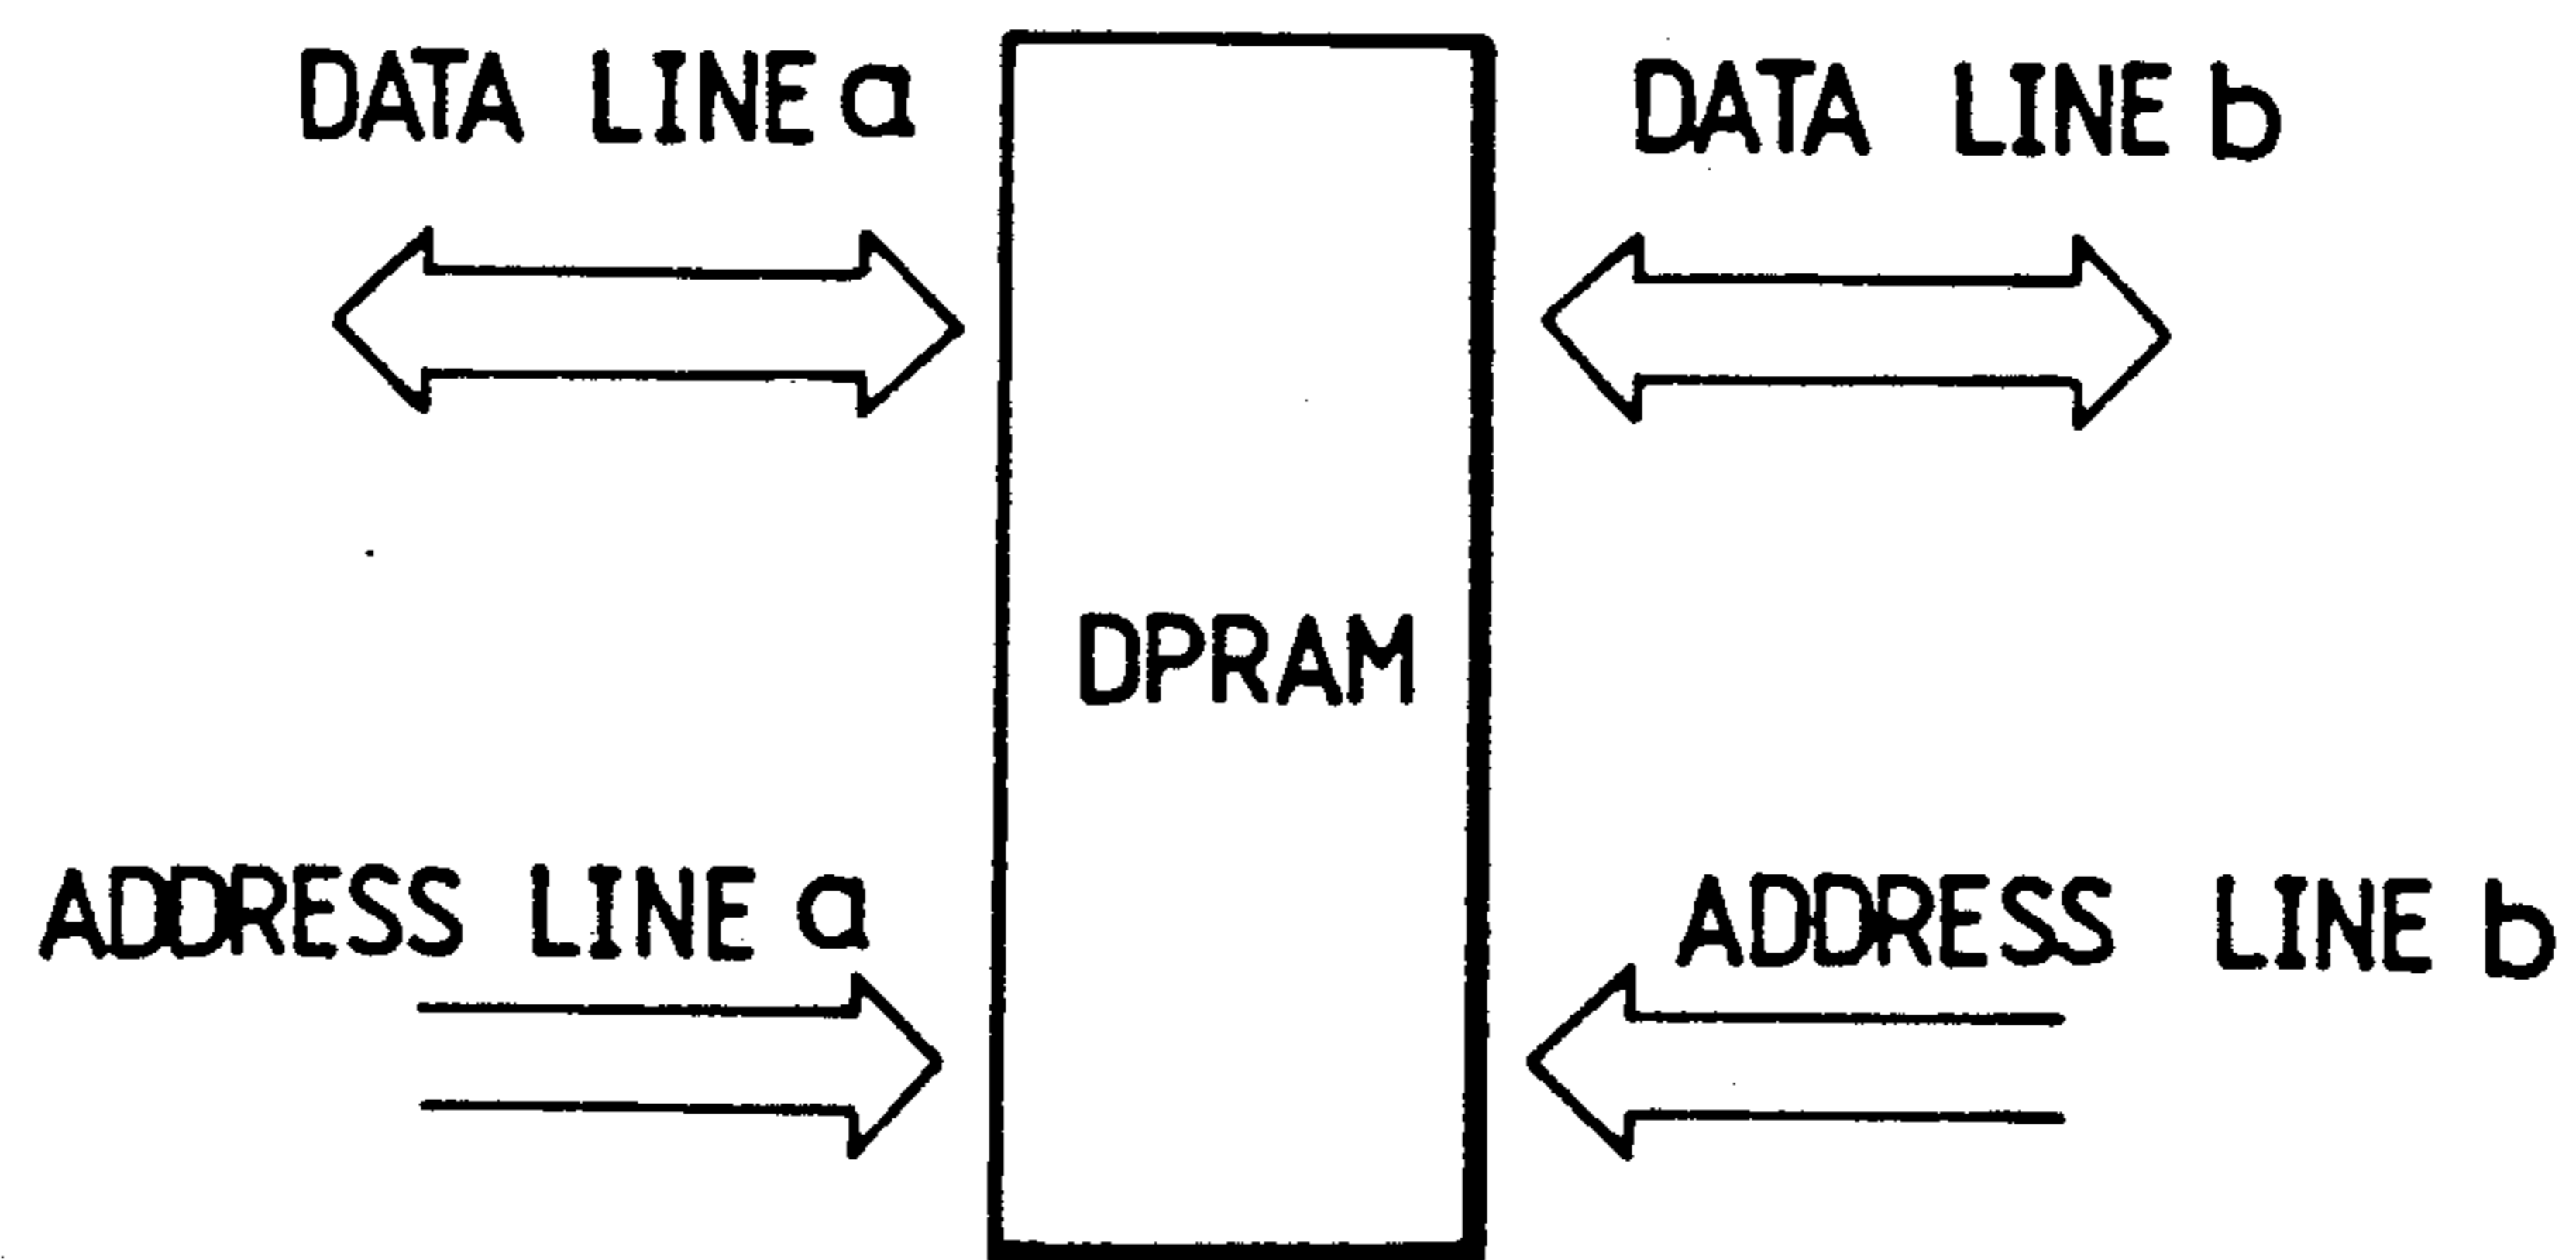 DATA LINE a
DATA LINE b
DPRAM
ADDRESS LINE a
ADDRESS LINE b